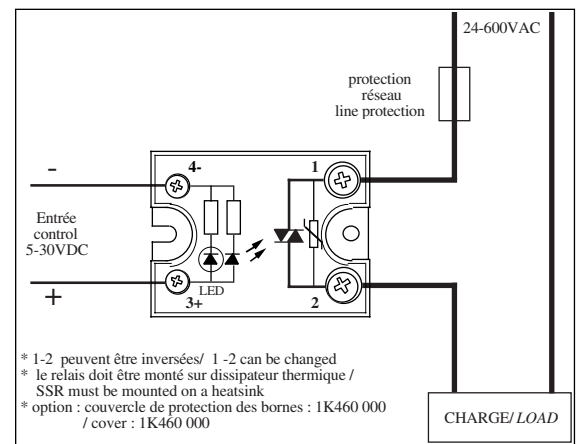 24-600VAC
protection
réseau
line protection
4-
1
-
Entrée
control
5-30VDC
+
LED
3+
2
* 1-2 peuvent être inversées/ 1 -2 can be changed
* le relais doit être monté sur dissipateur thermique /
SSR must be mounted on a heatsink
* option : couvercle de protection des bornes : 1K460 000
/ cover : 1K460 000
CHARGE/ LOAD